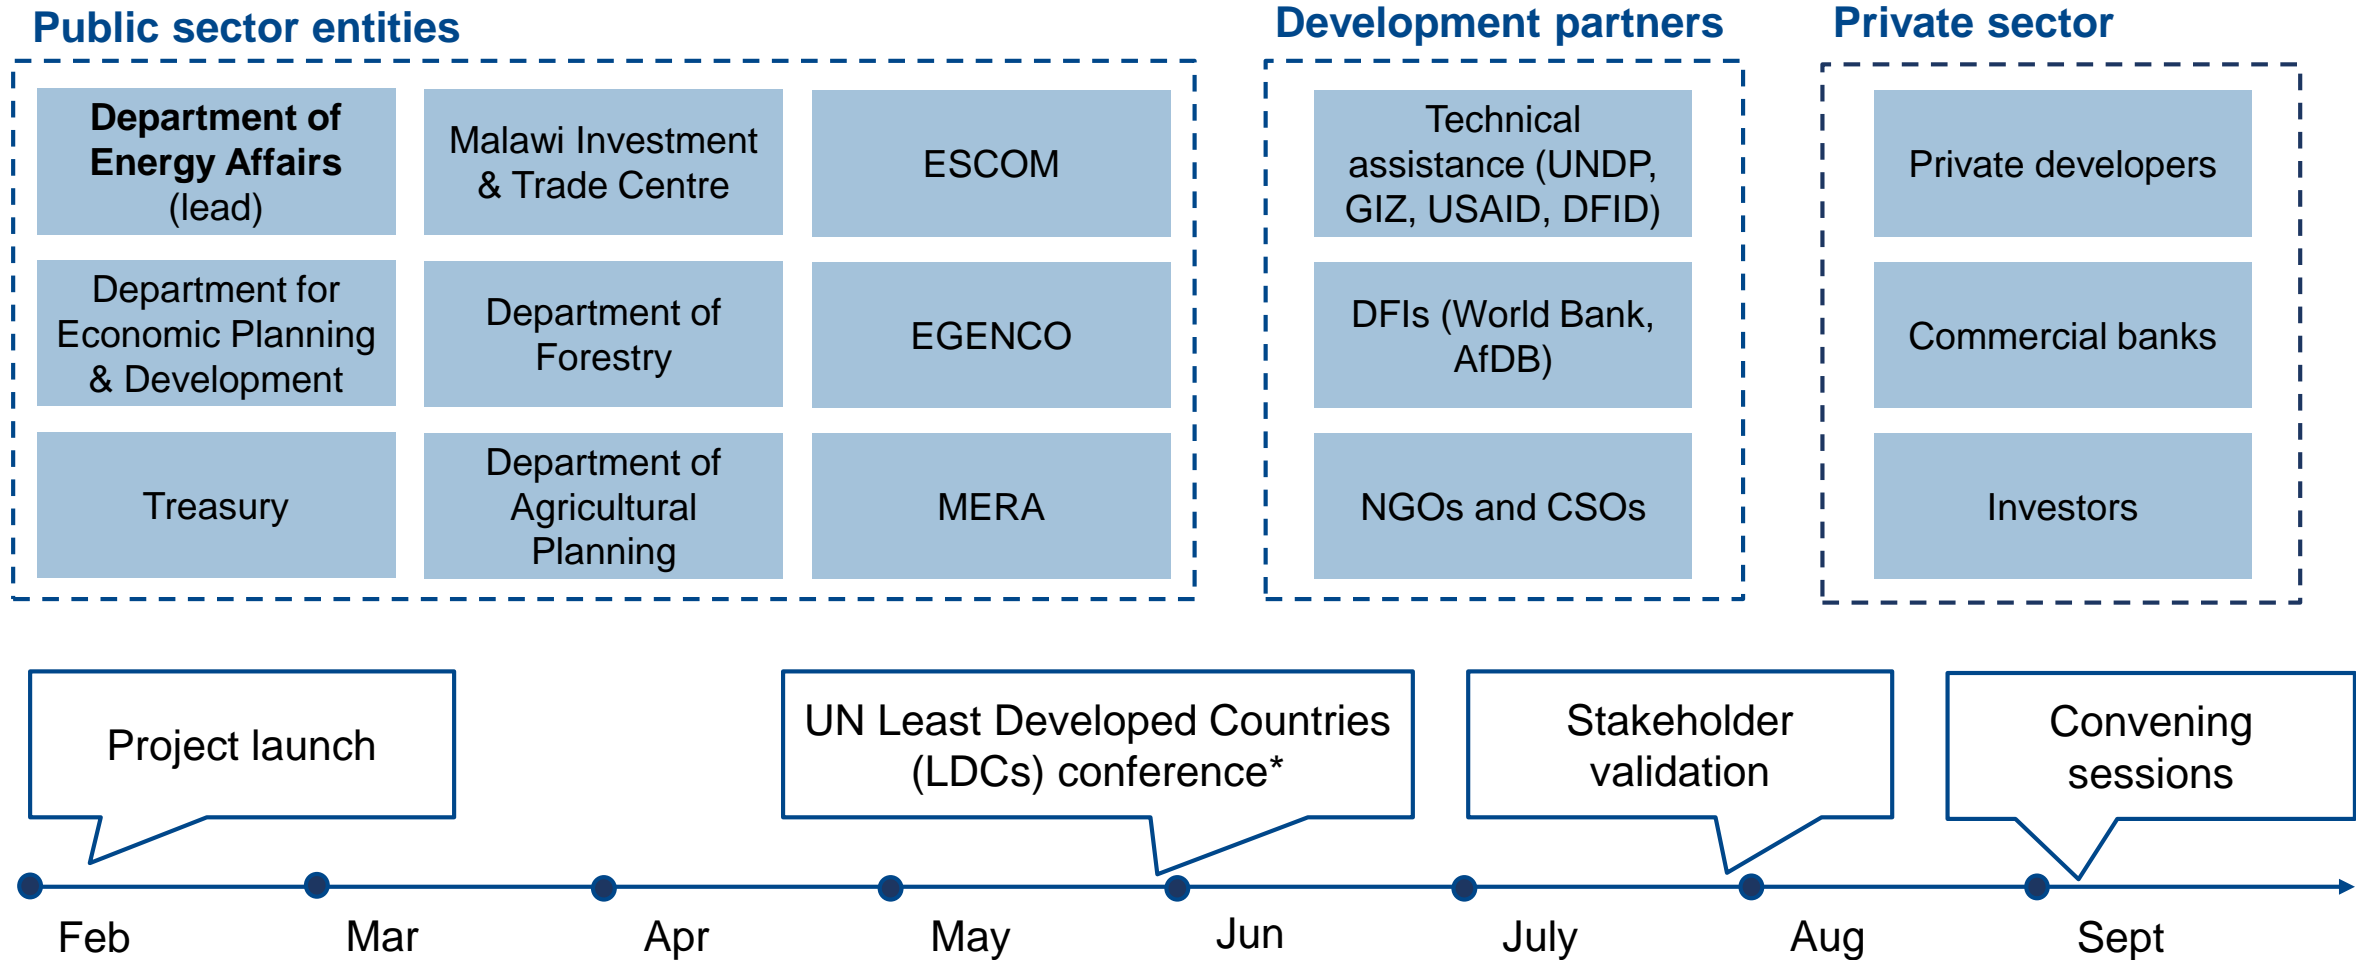 Public sector entities
Department of
Energy Affairs
(lead)
Malawi Investment
& Trade Centre
ESCOM
Department for
Economic Planning
& Development
Department of
Forestry
EGENCO
Treasury
Department of
Agricultural
Planning
MERA
Development partners
Technical
assistance (UNDP,
GIZ, USAID, DFID)
DFIs (World Bank,
AfDB)
NGOs and CSOs
Private sector
Private developers
Commercial banks
Investors
Project launch
UN Least Developed Countries
(LDCs) conference*
Stakeholder
validation
Convening
sessions
Feb
Mar
Apr
May
Jun
July
Aug
Sept